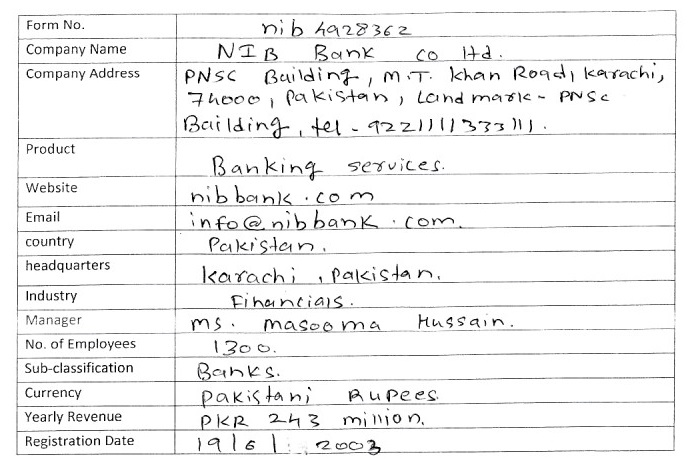 Form No. nib 4928362
Company Name NIB Bank co ltd.
Company Address PNSC Building, M.T. Khan Road, Karachi,
74000, Pakistan, Landmark - PNSC
Building, tel - 922111133311.
Product Banking services.
Website nibbank.com
Email info@nibbank.com.
country Pakistan.
headquarters Karachi, Pakistan.
Industry Financials.
Manager Ms. Masooma Hussain.
No. of Employees 1300.
Sub-classification Banks.
Currency Pakistani Rupees
Yearly Revenue PKR 243 million.
Registration Date 19/6/ 2003